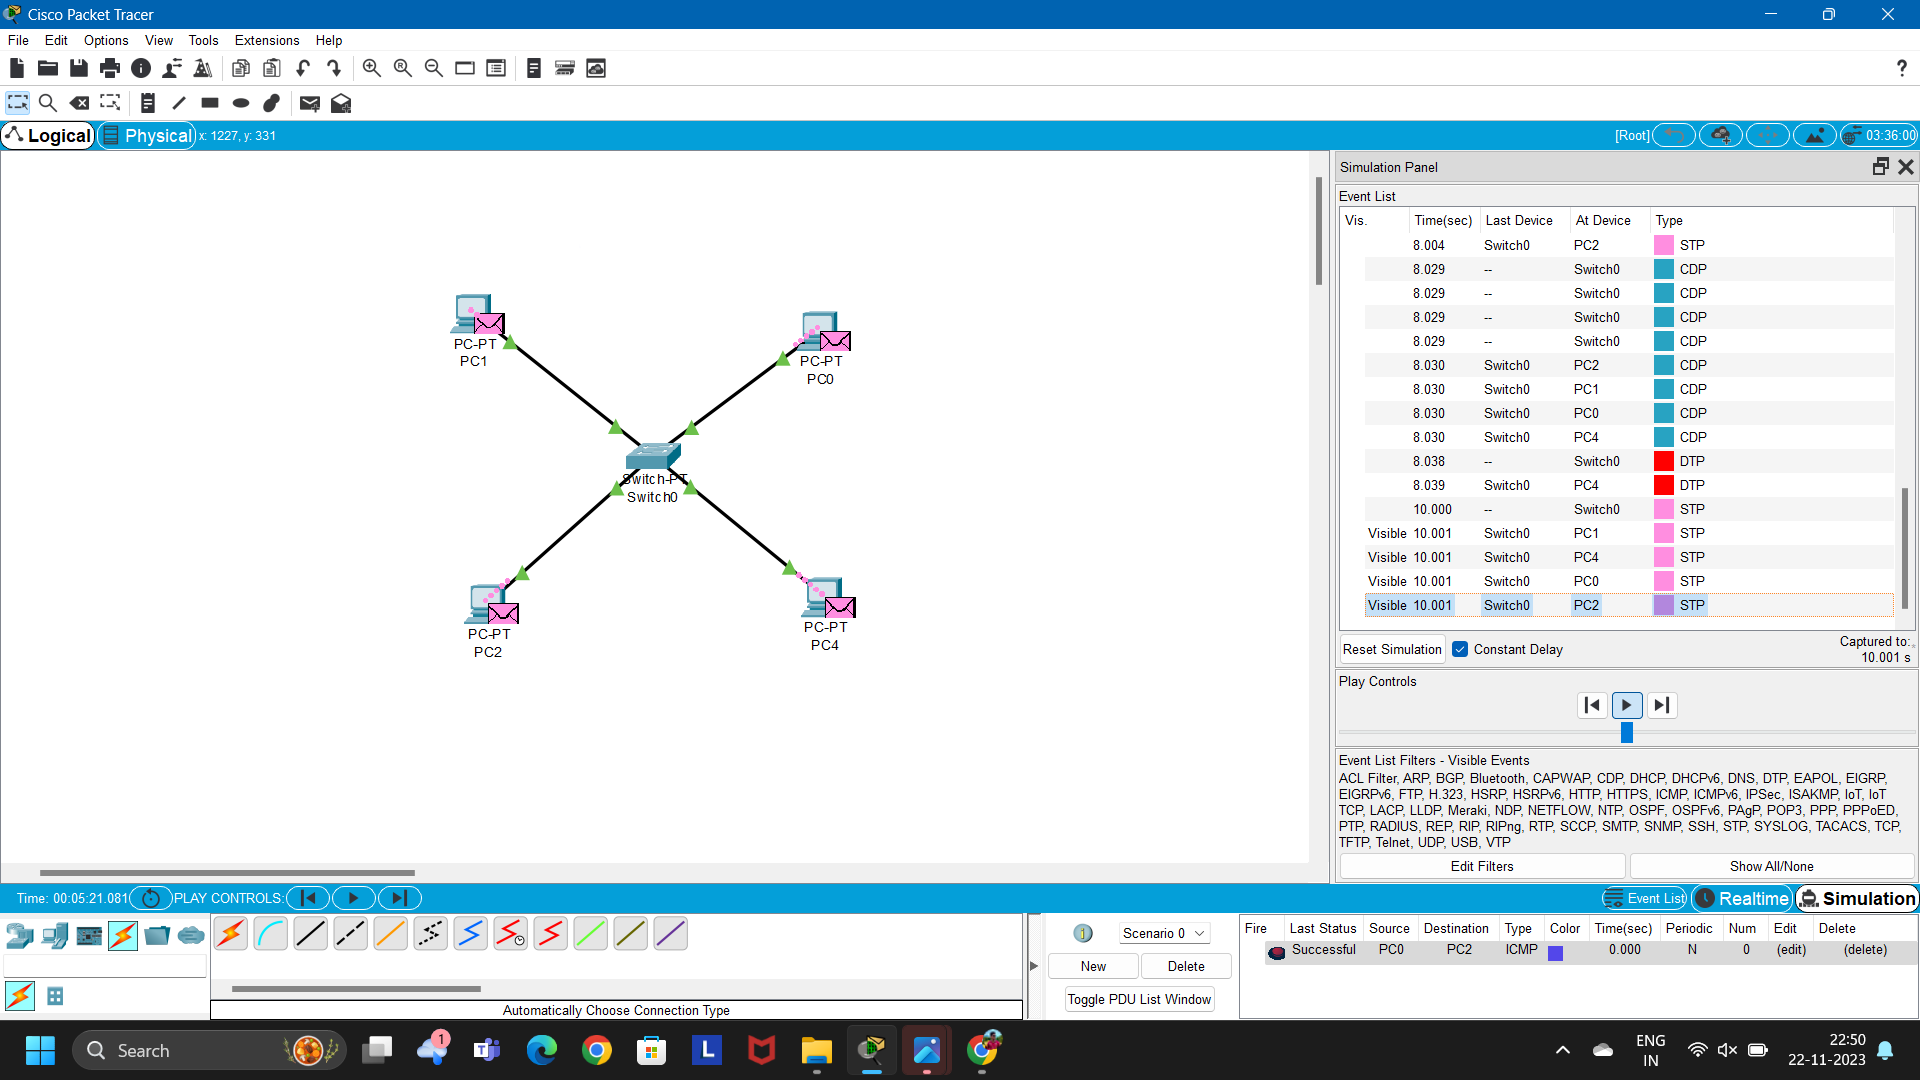 Cisco Packet Tracer
File Edit Options View Tools Extensions Help
?
Logical Physical x: 1227, y: 331 [Root] 03:36:00
Simulation Panel
Event List
Vis. Time(sec) Last Device At Device Type
8.004 Switch0 PC2 STP
8.029 -- Switch0 CDP
8.029 -- Switch0 CDP
8.029 -- Switch0 CDP
8.029 -- Switch0 CDP
8.030 Switch0 PC2 CDP
8.030 Switch0 PC1 CDP
8.030 Switch0 PC0 CDP
8.030 Switch0 PC4 CDP
8.038 -- Switch0 DTP
8.039 Switch0 PC4 DTP
10.000 -- Switch0 STP
Visible 10.001 Switch0 PC1 STP
Visible 10.001 Switch0 PC4 STP
Visible 10.001 Switch0 PC0 STP
Visible 10.001 Switch0 PC2 STP
Reset Simulation Constant Delay Captured to:
10.001 s
Play Controls
Event List Filters - Visible Events
ACL Filter, ARP, BGP, Bluetooth, CAPWAP, CDP, DHCP, DHCPv6, DNS, DTP, EAPOL, EIGRP,
EIGRPv6, FTP, H.323, HSRP, HSRPv6, HTTP, HTTPS, ICMP, ICMPv6, IPSec, ISAKMP, IoT, IoT
TCP, LACP, LLDP, Meraki, NDP, NETFLOW, NTP, OSPF, OSPFv6, PAgP, POP3, PPP, PPPoED,
PTP, RADIUS, REP, RIP, RIPng, RTP, SCCP, SMTP, SNMP, SSH, STP, SYSLOG, TACACS, TCP,
TFTP, Telnet, UDP, USB, VTP
Edit Filters Show All/None
PC-PT
PC1
PC-PT
PC0
Switch-PT
Switch0
PC-PT
PC2
PC-PT
PC4
Time: 00:05:21.081 PLAY CONTROLS: Event List Realtime Simulation
Scenario 0
New Delete
Toggle PDU List Window
Fire Last Status Source Destination Type Color Time(sec) Periodic Num Edit Delete
Successful PC0 PC2 ICMP 0.000 N 0 (edit) (delete)
Automatically Choose Connection Type
Search
1
L
ENG
IN
22:50
22-11-2023